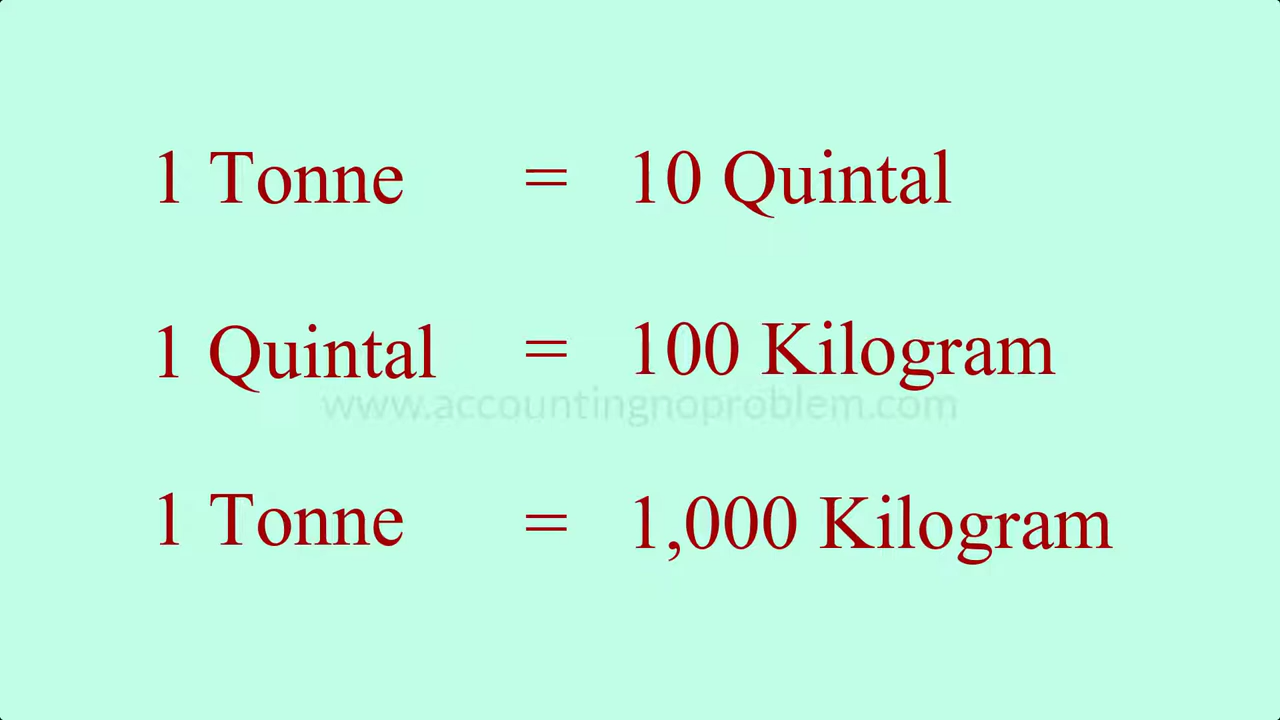 1 Tonne = 10 Quintal
1 Quintal = 100 Kilogram
www.accountingnoproblem.com
1 Tonne = 1,000 Kilogram